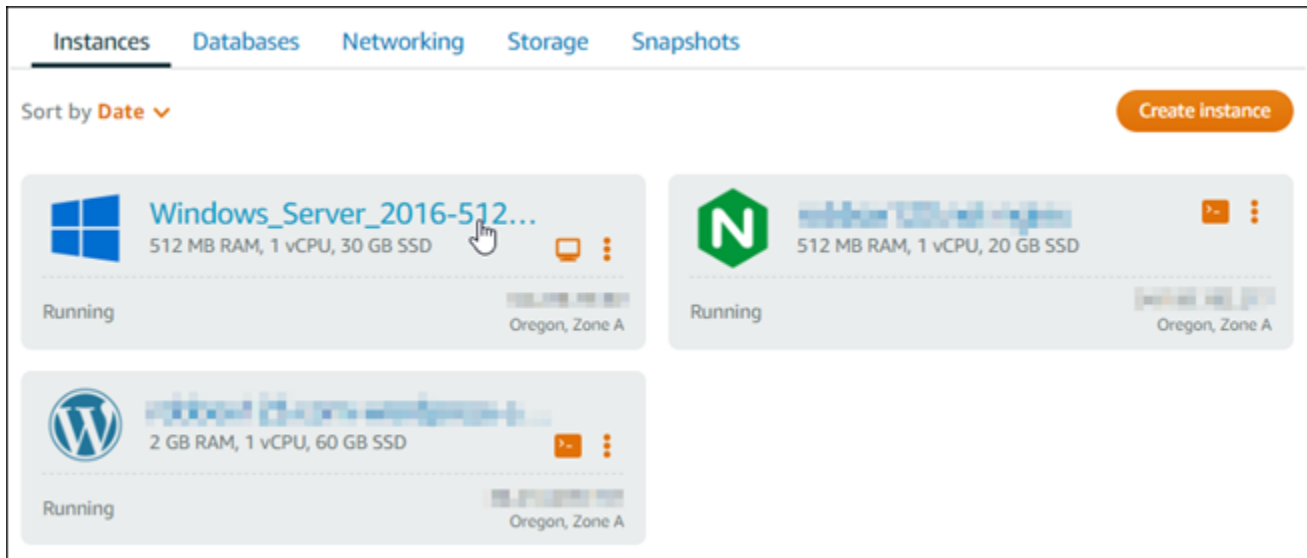 Instances Databases Networking Storage Snapshots
Sort by Date
Create instance
Windows_Server_2016-512...
512 MB RAM, 1 vCPU, 30 GB SSD
Running
Oregon, Zone A
512 MB RAM, 1 vCPU, 20 GB SSD
Running
Oregon, Zone A
2 GB RAM, 1 vCPU, 60 GB SSD
Running
Oregon, Zone A